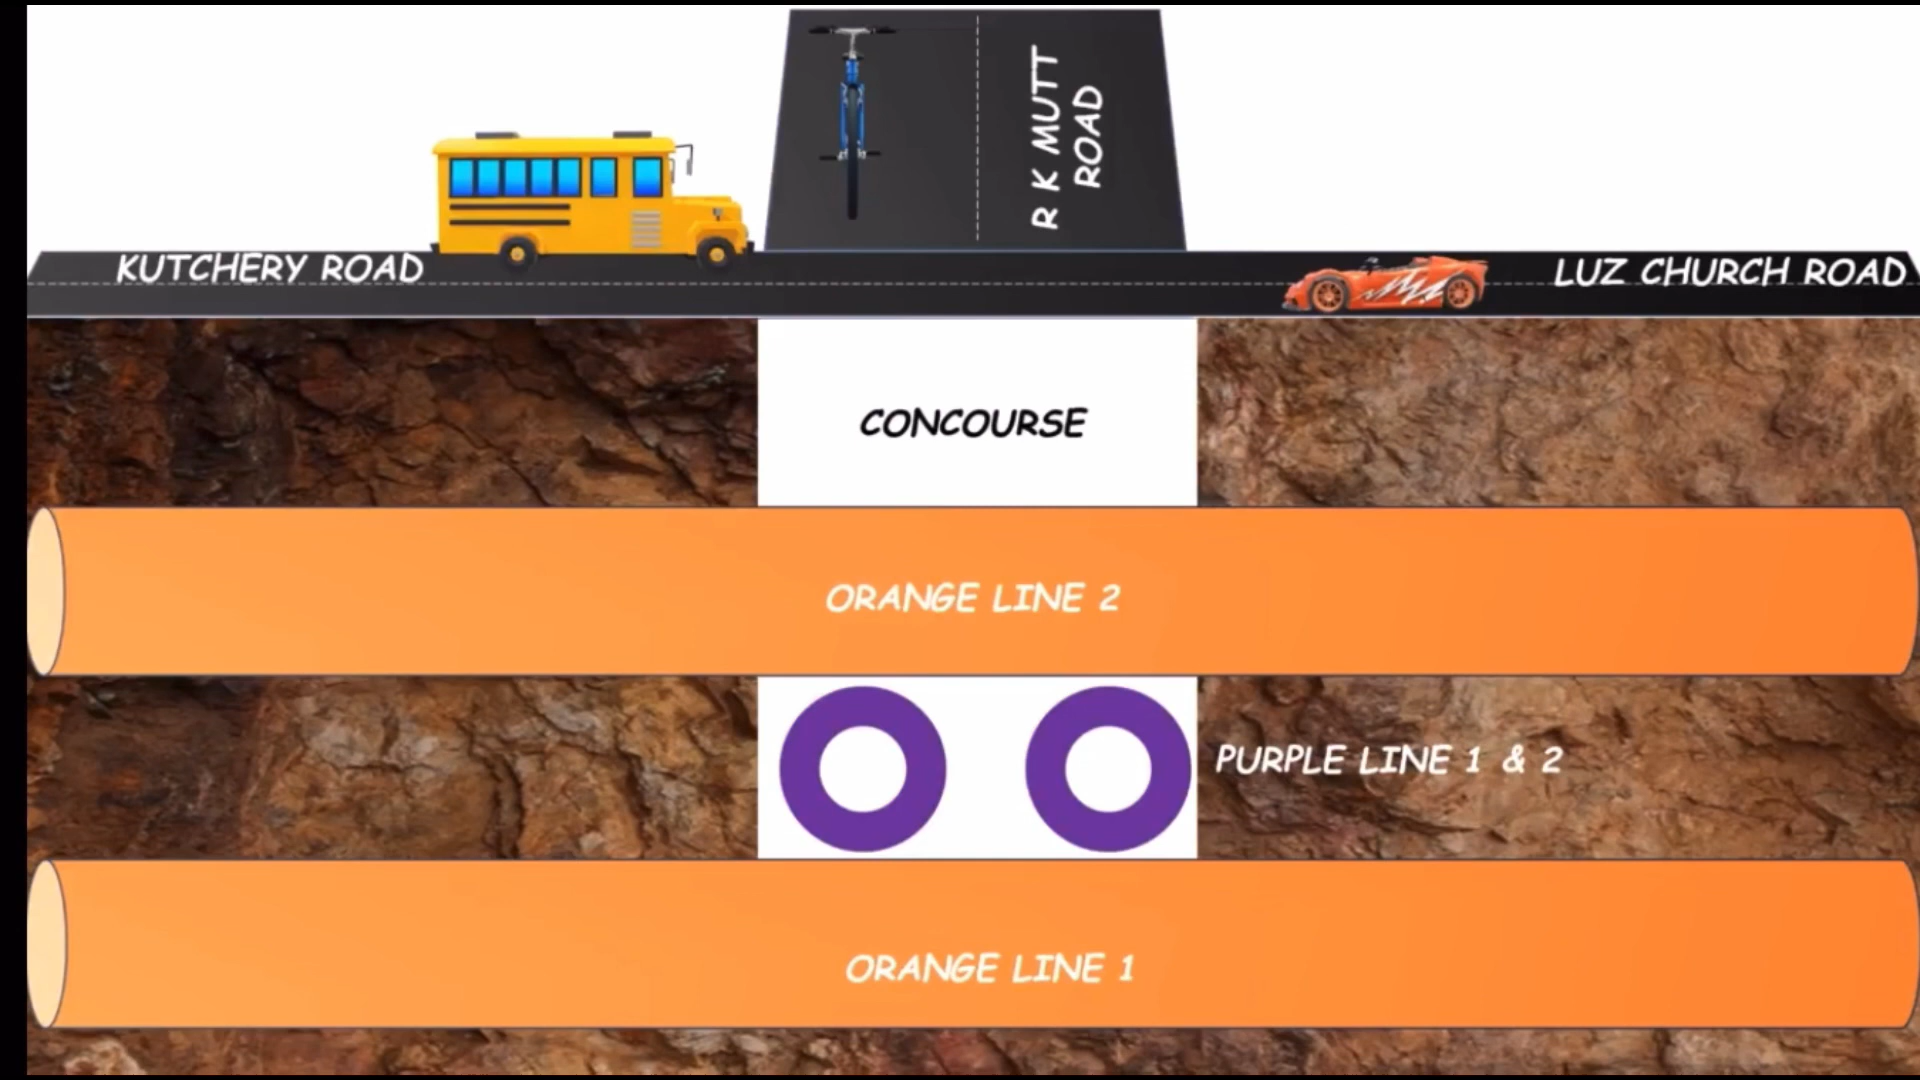 R K MUTT
ROAD
KUTCHERY ROAD
LUZ CHURCH ROAD
CONCOURSE
ORANGE LINE 2
PURPLE LINE 1 & 2
ORANGE LINE 1